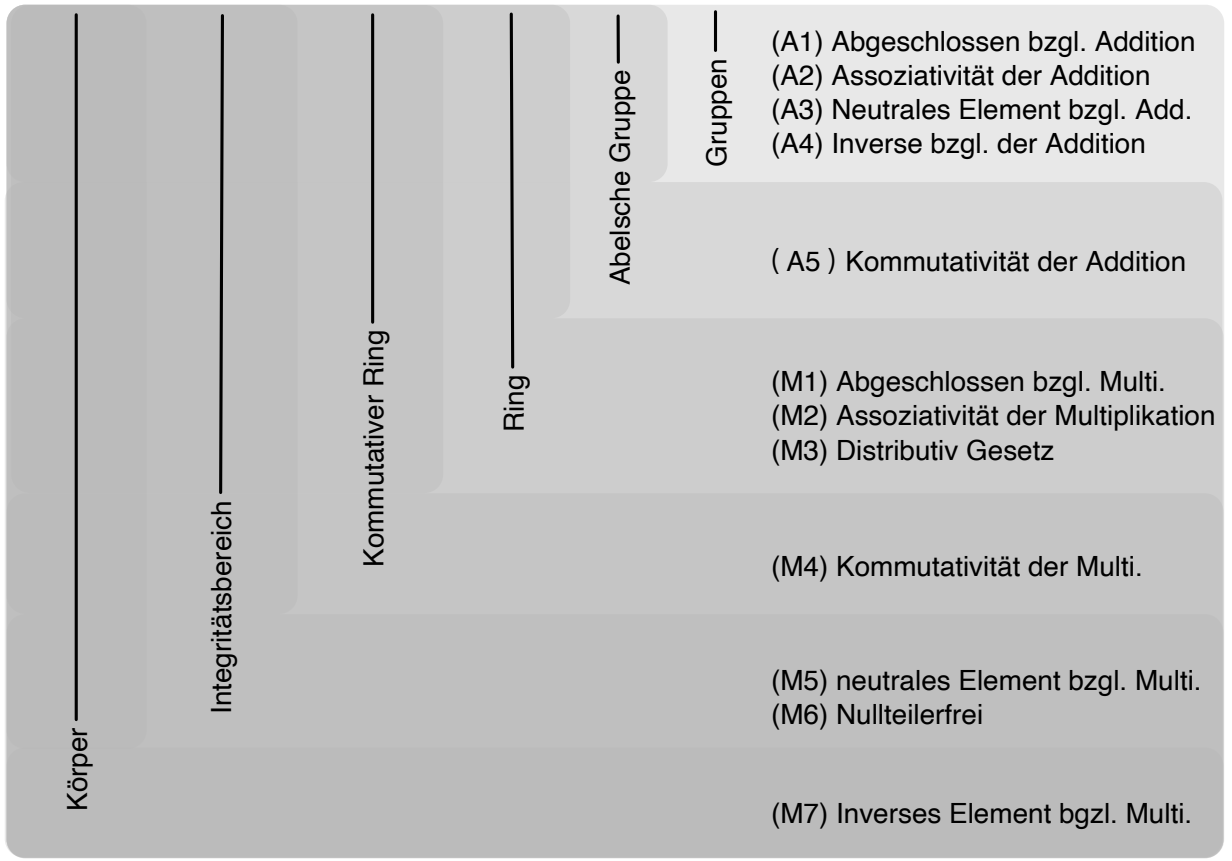 Körper
Integritätsbereich
Kommutativer Ring
Ring
Abelsche Gruppe
Gruppen
(A1) Abgeschlossen bzgl. Addition
(A2) Assoziativität der Addition
(A3) Neutrales Element bzgl. Add.
(A4) Inverse bzgl. der Addition
( A5 ) Kommutativität der Addition
(M1) Abgeschlossen bzgl. Multi.
(M2) Assoziativität der Multiplikation
(M3) Distributiv Gesetz
(M4) Kommutativität der Multi.
(M5) neutrales Element bzgl. Multi.
(M6) Nullteilerfrei
(M7) Inverses Element bgzl. Multi.